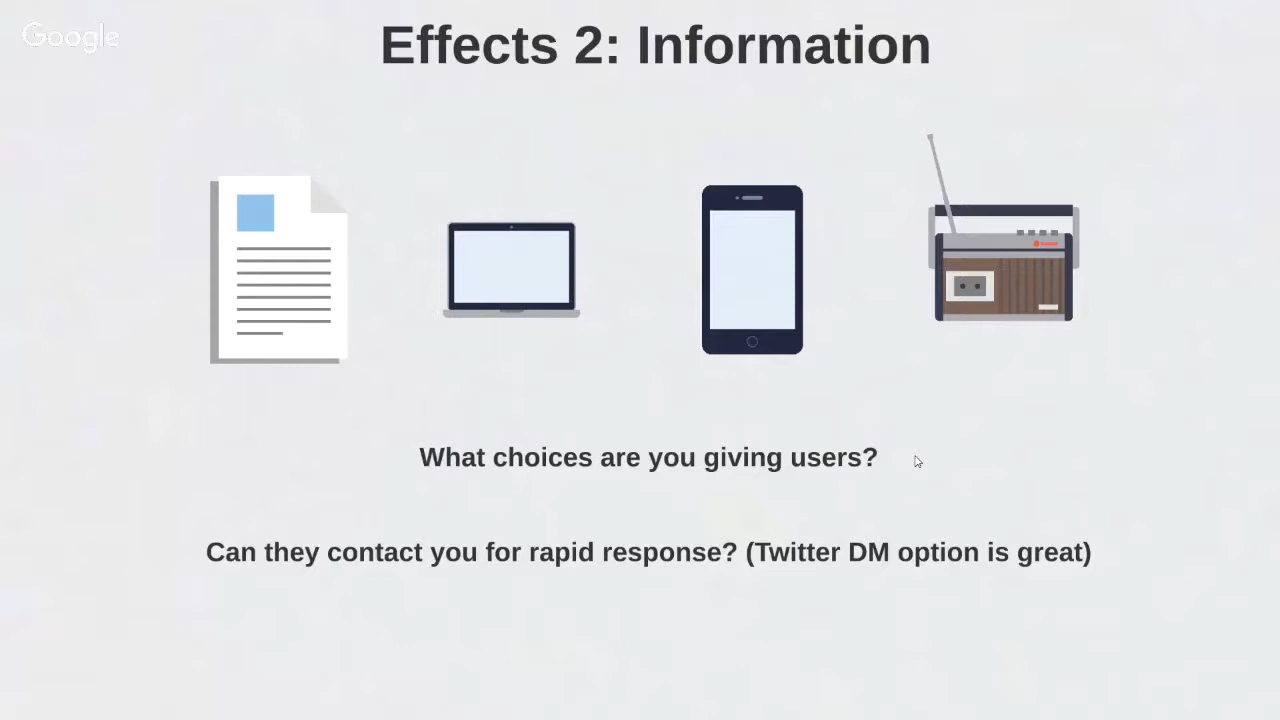 Google
Effects 2: Information
What choices are you giving users?
Can they contact you for rapid response? (Twitter DM option is great)